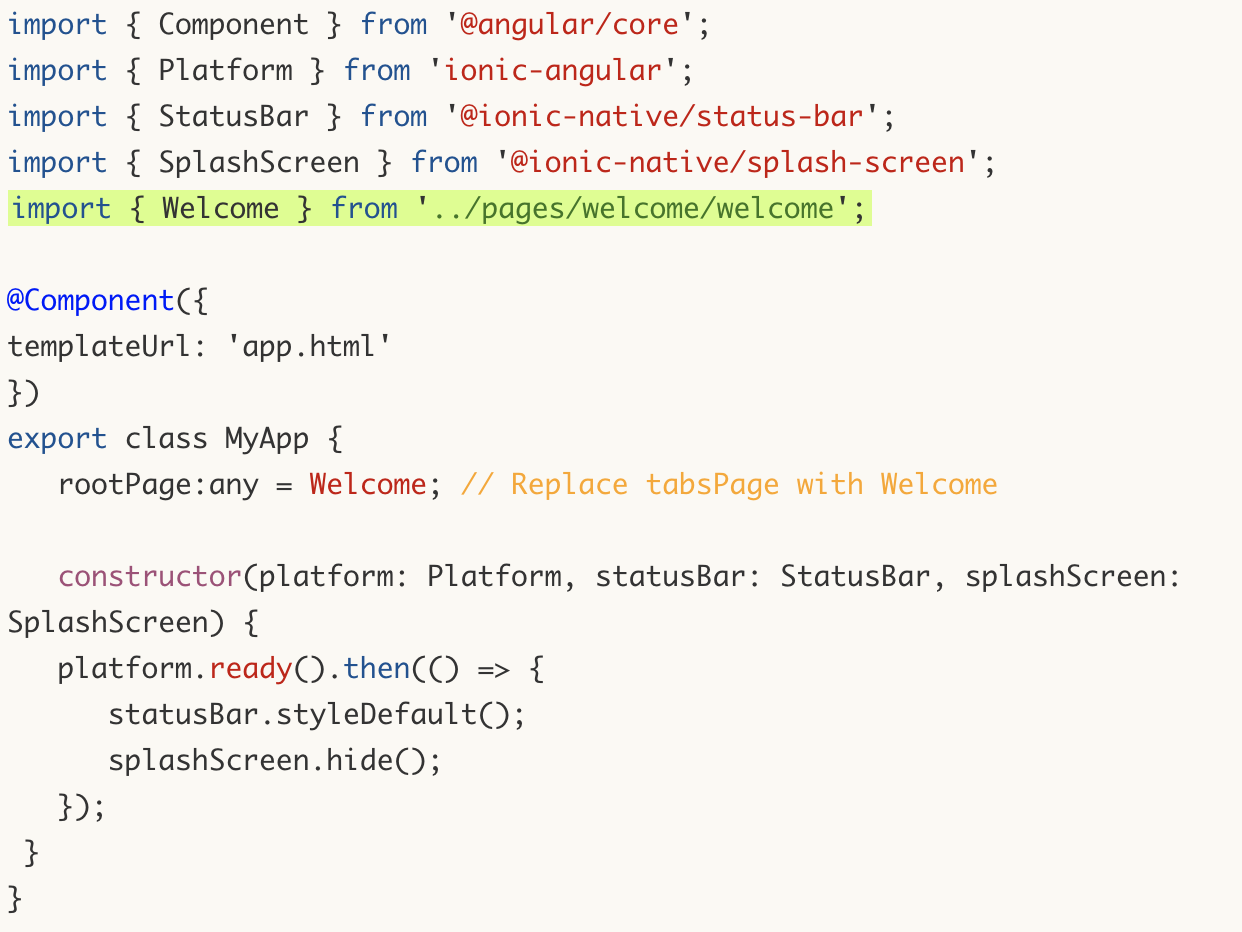 import { Component } from '@angular/core';
import { Platform } from 'ionic-angular';
import { StatusBar } from '@ionic-native/status-bar';
import { SplashScreen } from '@ionic-native/splash-screen';
import { Welcome } from '../pages/welcome/welcome';

@Component({
templateUrl: 'app.html'
})
export class MyApp {
   rootPage:any = Welcome; // Replace tabsPage with Welcome

   constructor(platform: Platform, statusBar: StatusBar, splashScreen:
SplashScreen) {
   platform.ready().then(() => {
      statusBar.styleDefault();
      splashScreen.hide();
   });
 }
}